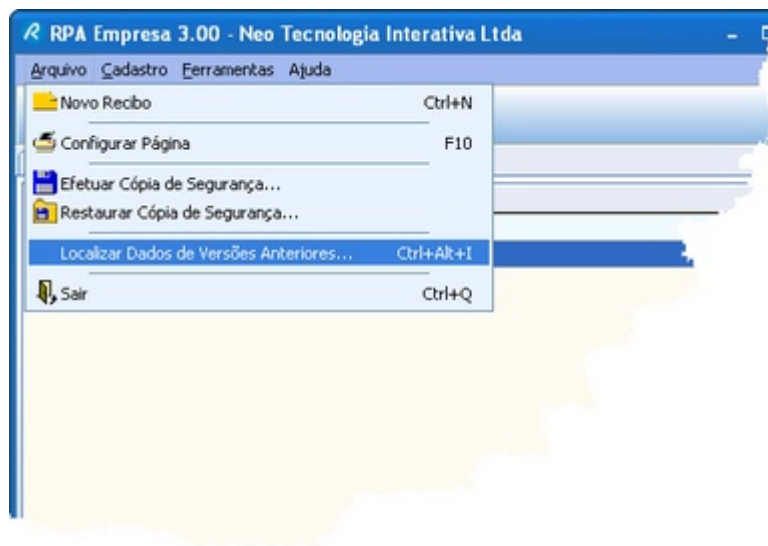 RPA Empresa 3.00 - Neo Tecnologia Interativa Ltda
Arquivo Cadastro Ferramentas Ajuda
Novo Recibo Ctrl+N
Configurar Página F10
Efetuar Cópia de Segurança...
Restaurar Cópia de Segurança...
Localizar Dados de Versões Anteriores... Ctrl+Alt+I
Sair Ctrl+Q